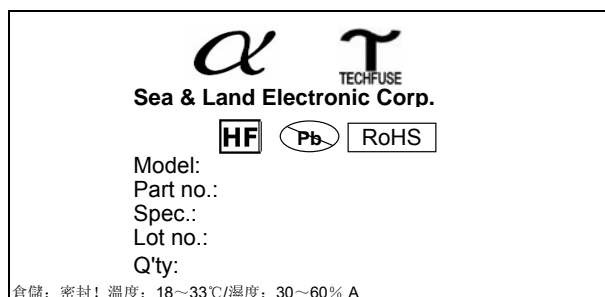 α
TECHFUSE
Sea & Land Electronic Corp.
HF Pb RoHS
Model:
Part no.:
Spec.:
Lot no.:
Q'ty:
食儲：密封！溫度：18～33℃/濕度：30～60% A